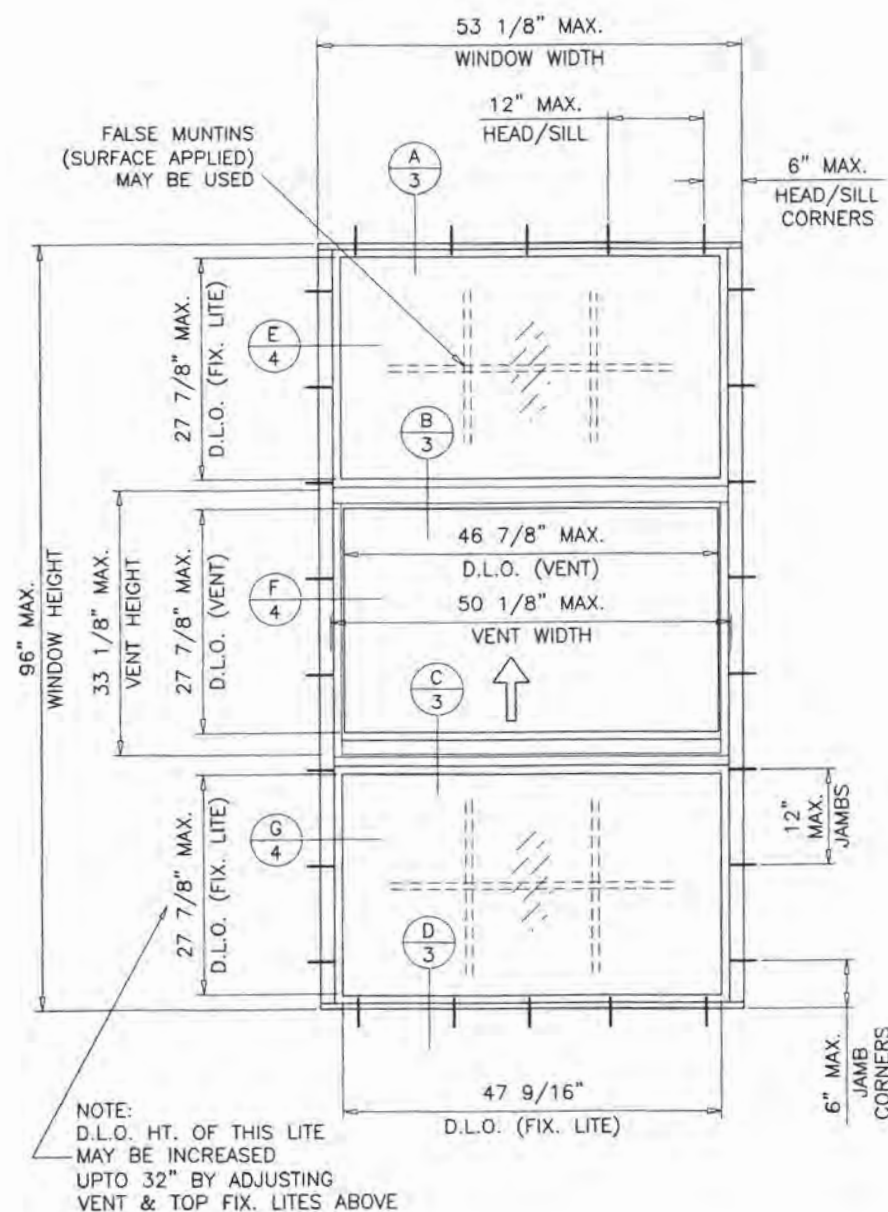 53 1/8" MAX.
WINDOW WIDTH
12" MAX.
HEAD/SILL
FALSE MUNTINS
(SURFACE APPLIED)
MAY BE USED
A
3
6" MAX.
HEAD/SILL
CORNERS
27 7/8" MAX.
D.L.O. (FIX. LITE)
E
4
B
3
96" MAX.
WINDOW HEIGHT
33 1/8" MAX.
VENT HEIGHT
27 7/8" MAX.
D.L.O. (VENT)
F
4
46 7/8" MAX.
D.L.O. (VENT)
50 1/8" MAX.
VENT WIDTH
C
3
27 7/8" MAX.
D.L.O. (FIX. LITE)
G
4
12"
MAX.
JAMBS
D
3
6" MAX.
JAMB
CORNERS
47 9/16"
D.L.O. (FIX. LITE)
NOTE:
D.L.O. HT. OF THIS LITE
MAY BE INCREASED
UPTO 32" BY ADJUSTING
VENT & TOP FIX. LITES ABOVE